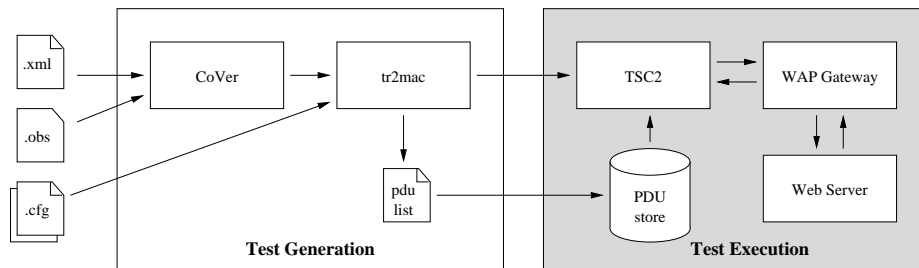 .xml
.obs
.cfg
CoVer
tr2mac
pdu
list
Test Generation
TSC2
WAP Gateway
PDU
store
Web Server
Test Execution